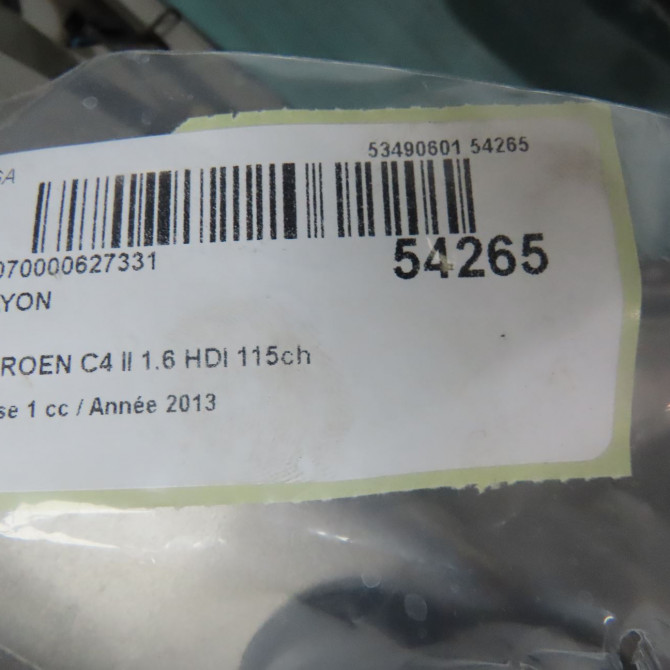 53490601 54265
070000627331
54265
YON
ROEN C4 II 1.6 HDI 115ch
se 1 cc / Année 2013